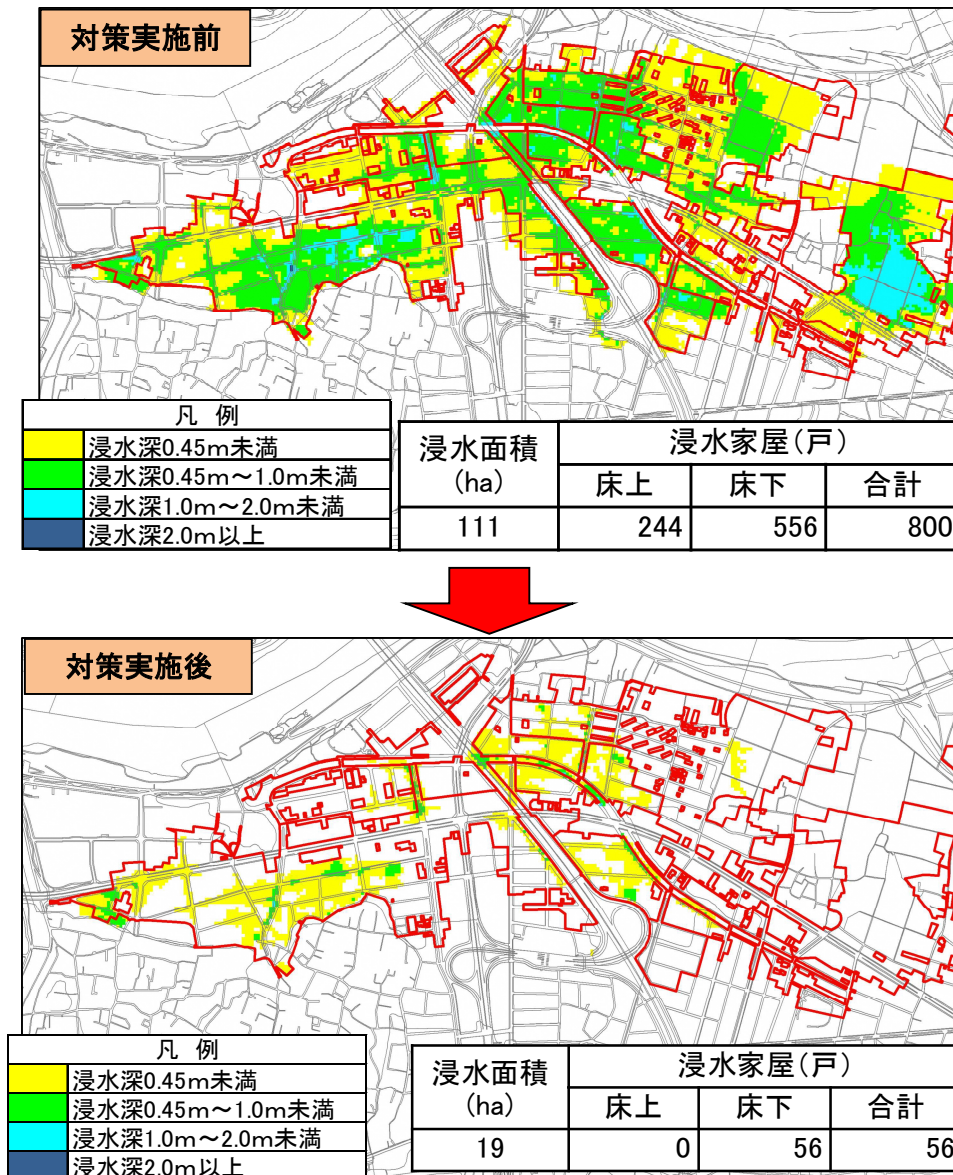 対策実施前
凡 例
浸水深0.45m未満
浸水深0.45m～1.0m未満
浸水深1.0m～2.0m未満
浸水深2.0m以上
浸水面積
(ha)
浸水家屋(戸)
床上 床下 合計
111 244 556 800
対策実施後
凡 例
浸水深0.45m未満
浸水深0.45m～1.0m未満
浸水深1.0m～2.0m未満
浸水深2.0m以上
浸水面積
(ha)
浸水家屋(戸)
床上 床下 合計
19 0 56 56